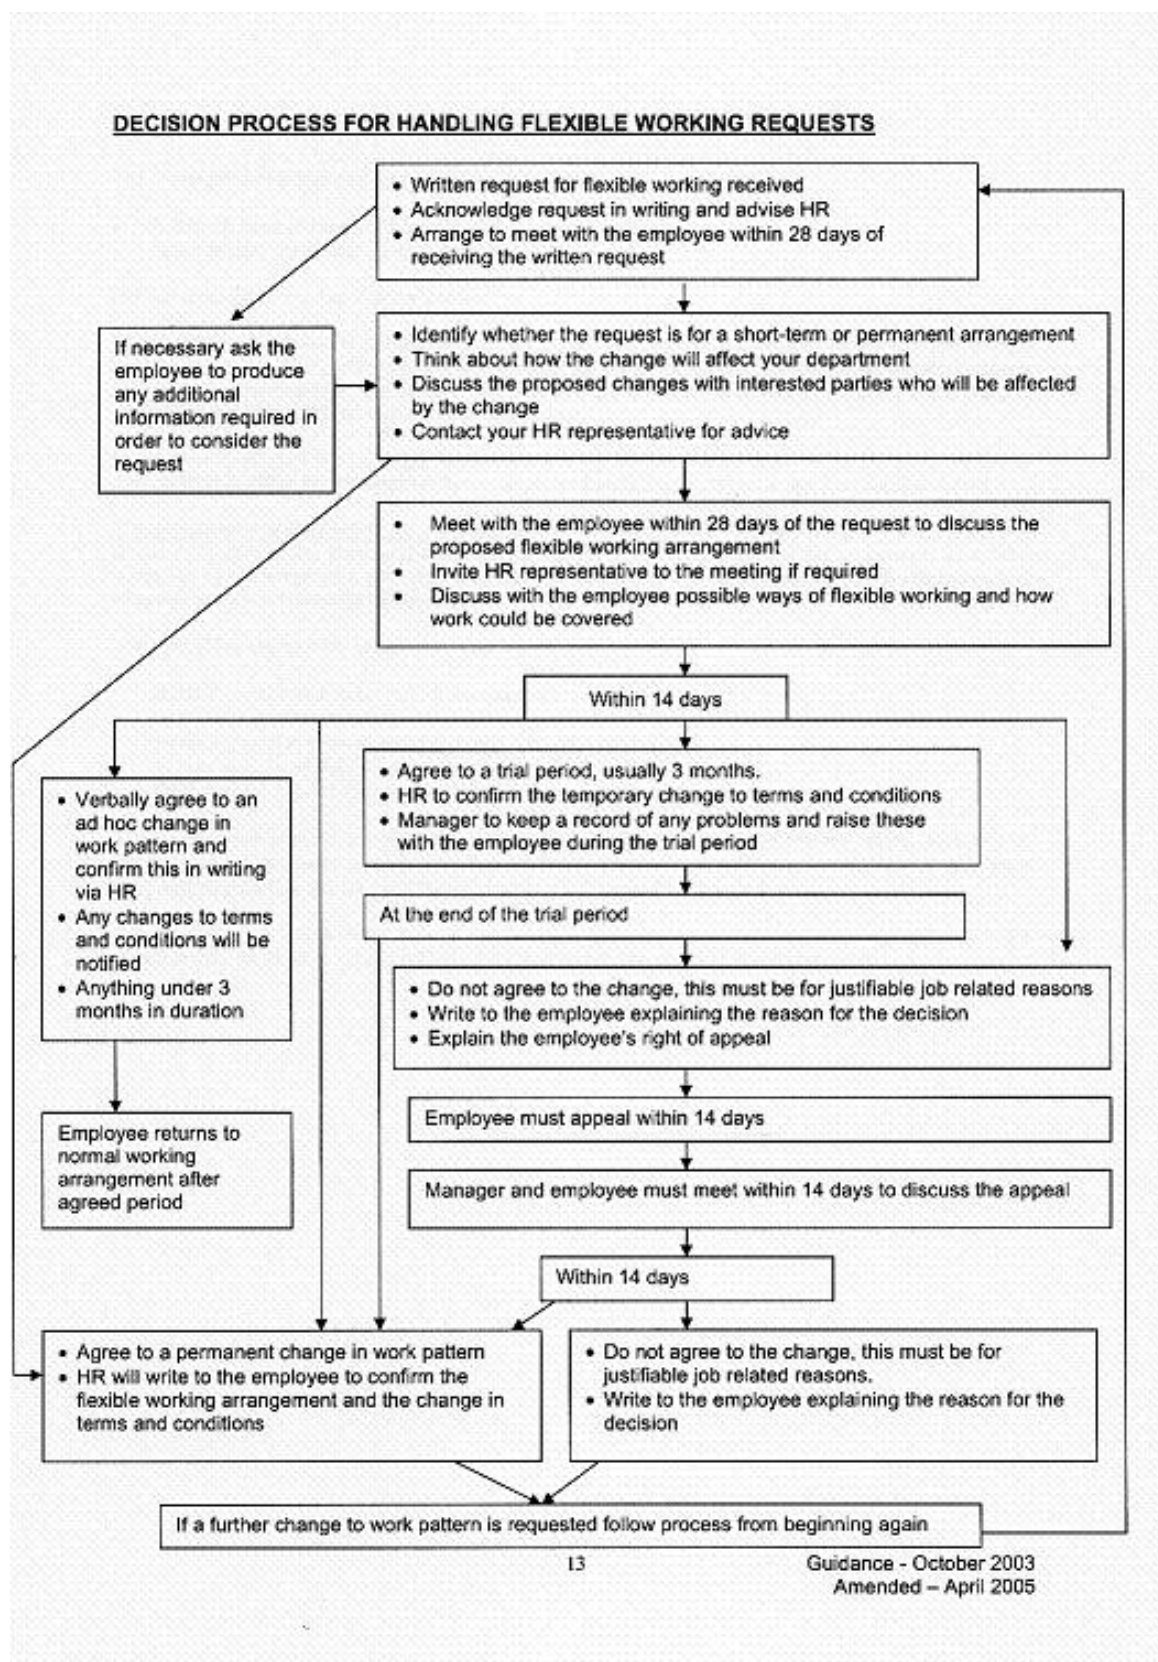 DECISION PROCESS FOR HANDLING FLEXIBLE WORKING REQUESTS
• Written request for flexible working received
• Acknowledge request in writing and advise HR
• Arrange to meet with the employee within 28 days of
receiving the written request
If necessary ask the
employee to produce
any additional
information required in
order to consider the
request
• Identify whether the request is for a short-term or permanent arrangement
• Think about how the change will affect your department
• Discuss the proposed changes with interested parties who will be affected
by the change
• Contact your HR representative for advice
• Meet with the employee within 28 days of the request to discuss the
proposed flexible working arrangement
• Invite HR representative to the meeting if required
• Discuss with the employee possible ways of flexible working and how
work could be covered
Within 14 days
• Verbally agree to an
ad hoc change in
work pattern and
confirm this in writing
via HR
• Any changes to terms
and conditions will be
notified
• Anything under 3
months in duration
• Agree to a trial period, usually 3 months.
• HR to confirm the temporary change to terms and conditions
• Manager to keep a record of any problems and raise these
with the employee during the trial period
At the end of the trial period
• Do not agree to the change, this must be for justifiable job related reasons
• Write to the employee explaining the reason for the decision
• Explain the employee's right of appeal
Employee must appeal within 14 days
Employee returns to
normal working
arrangement after
agreed period
Manager and employee must meet within 14 days to discuss the appeal
Within 14 days
• Agree to a permanent change in work pattern
• HR will write to the employee to confirm the
flexible working arrangement and the change in
terms and conditions
• Do not agree to the change, this must be for
justifiable job related reasons.
• Write to the employee explaining the reason for the
decision
If a further change to work pattern is requested follow process from beginning again
13
Guidance - October 2003
Amended – April 2005